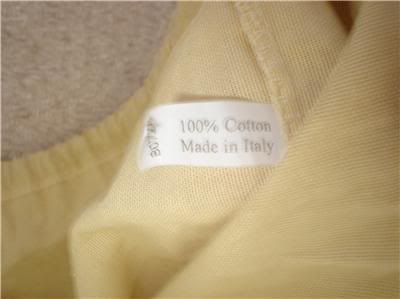 100% Cotton
Made in Italy